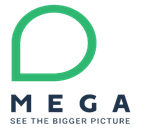 MEGA
SEE THE BIGGER PICTURE